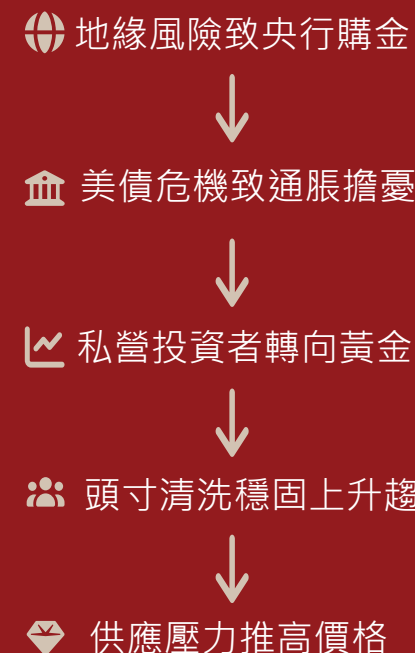 地緣風險致央行購金
美債危機致通脹擔憂
私營投資者轉向黃金
頭寸清洗穩固上升趨
供應壓力推高價格